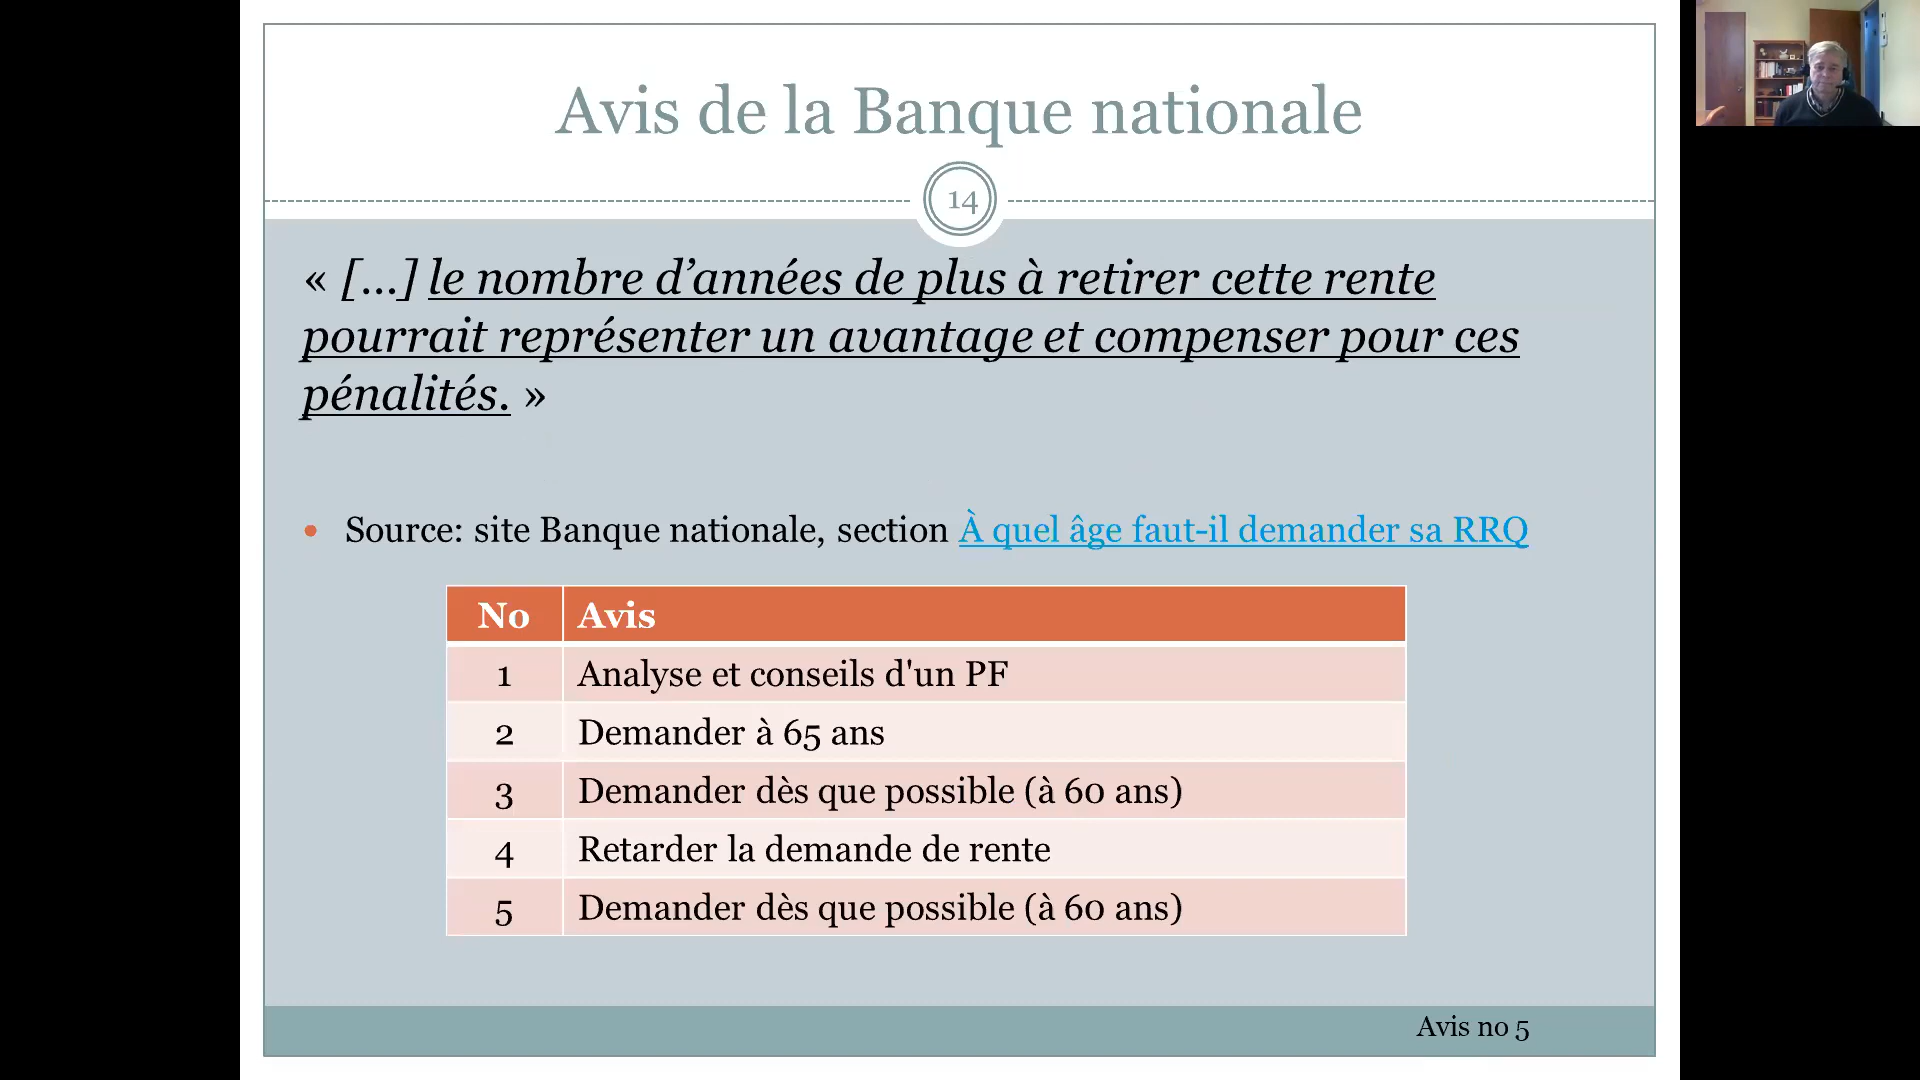 Avis de la Banque nationale
14
« [...] le nombre d’années de plus à retirer cette rente
pourrait représenter un avantage et compenser pour ces
pénalités. »
• Source: site Banque nationale, section À quel âge faut-il demander sa RRQ
No Avis
1 Analyse et conseils d'un PF
2 Demander à 65 ans
3 Demander dès que possible (à 60 ans)
4 Retarder la demande de rente
5 Demander dès que possible (à 60 ans)
Avis no 5